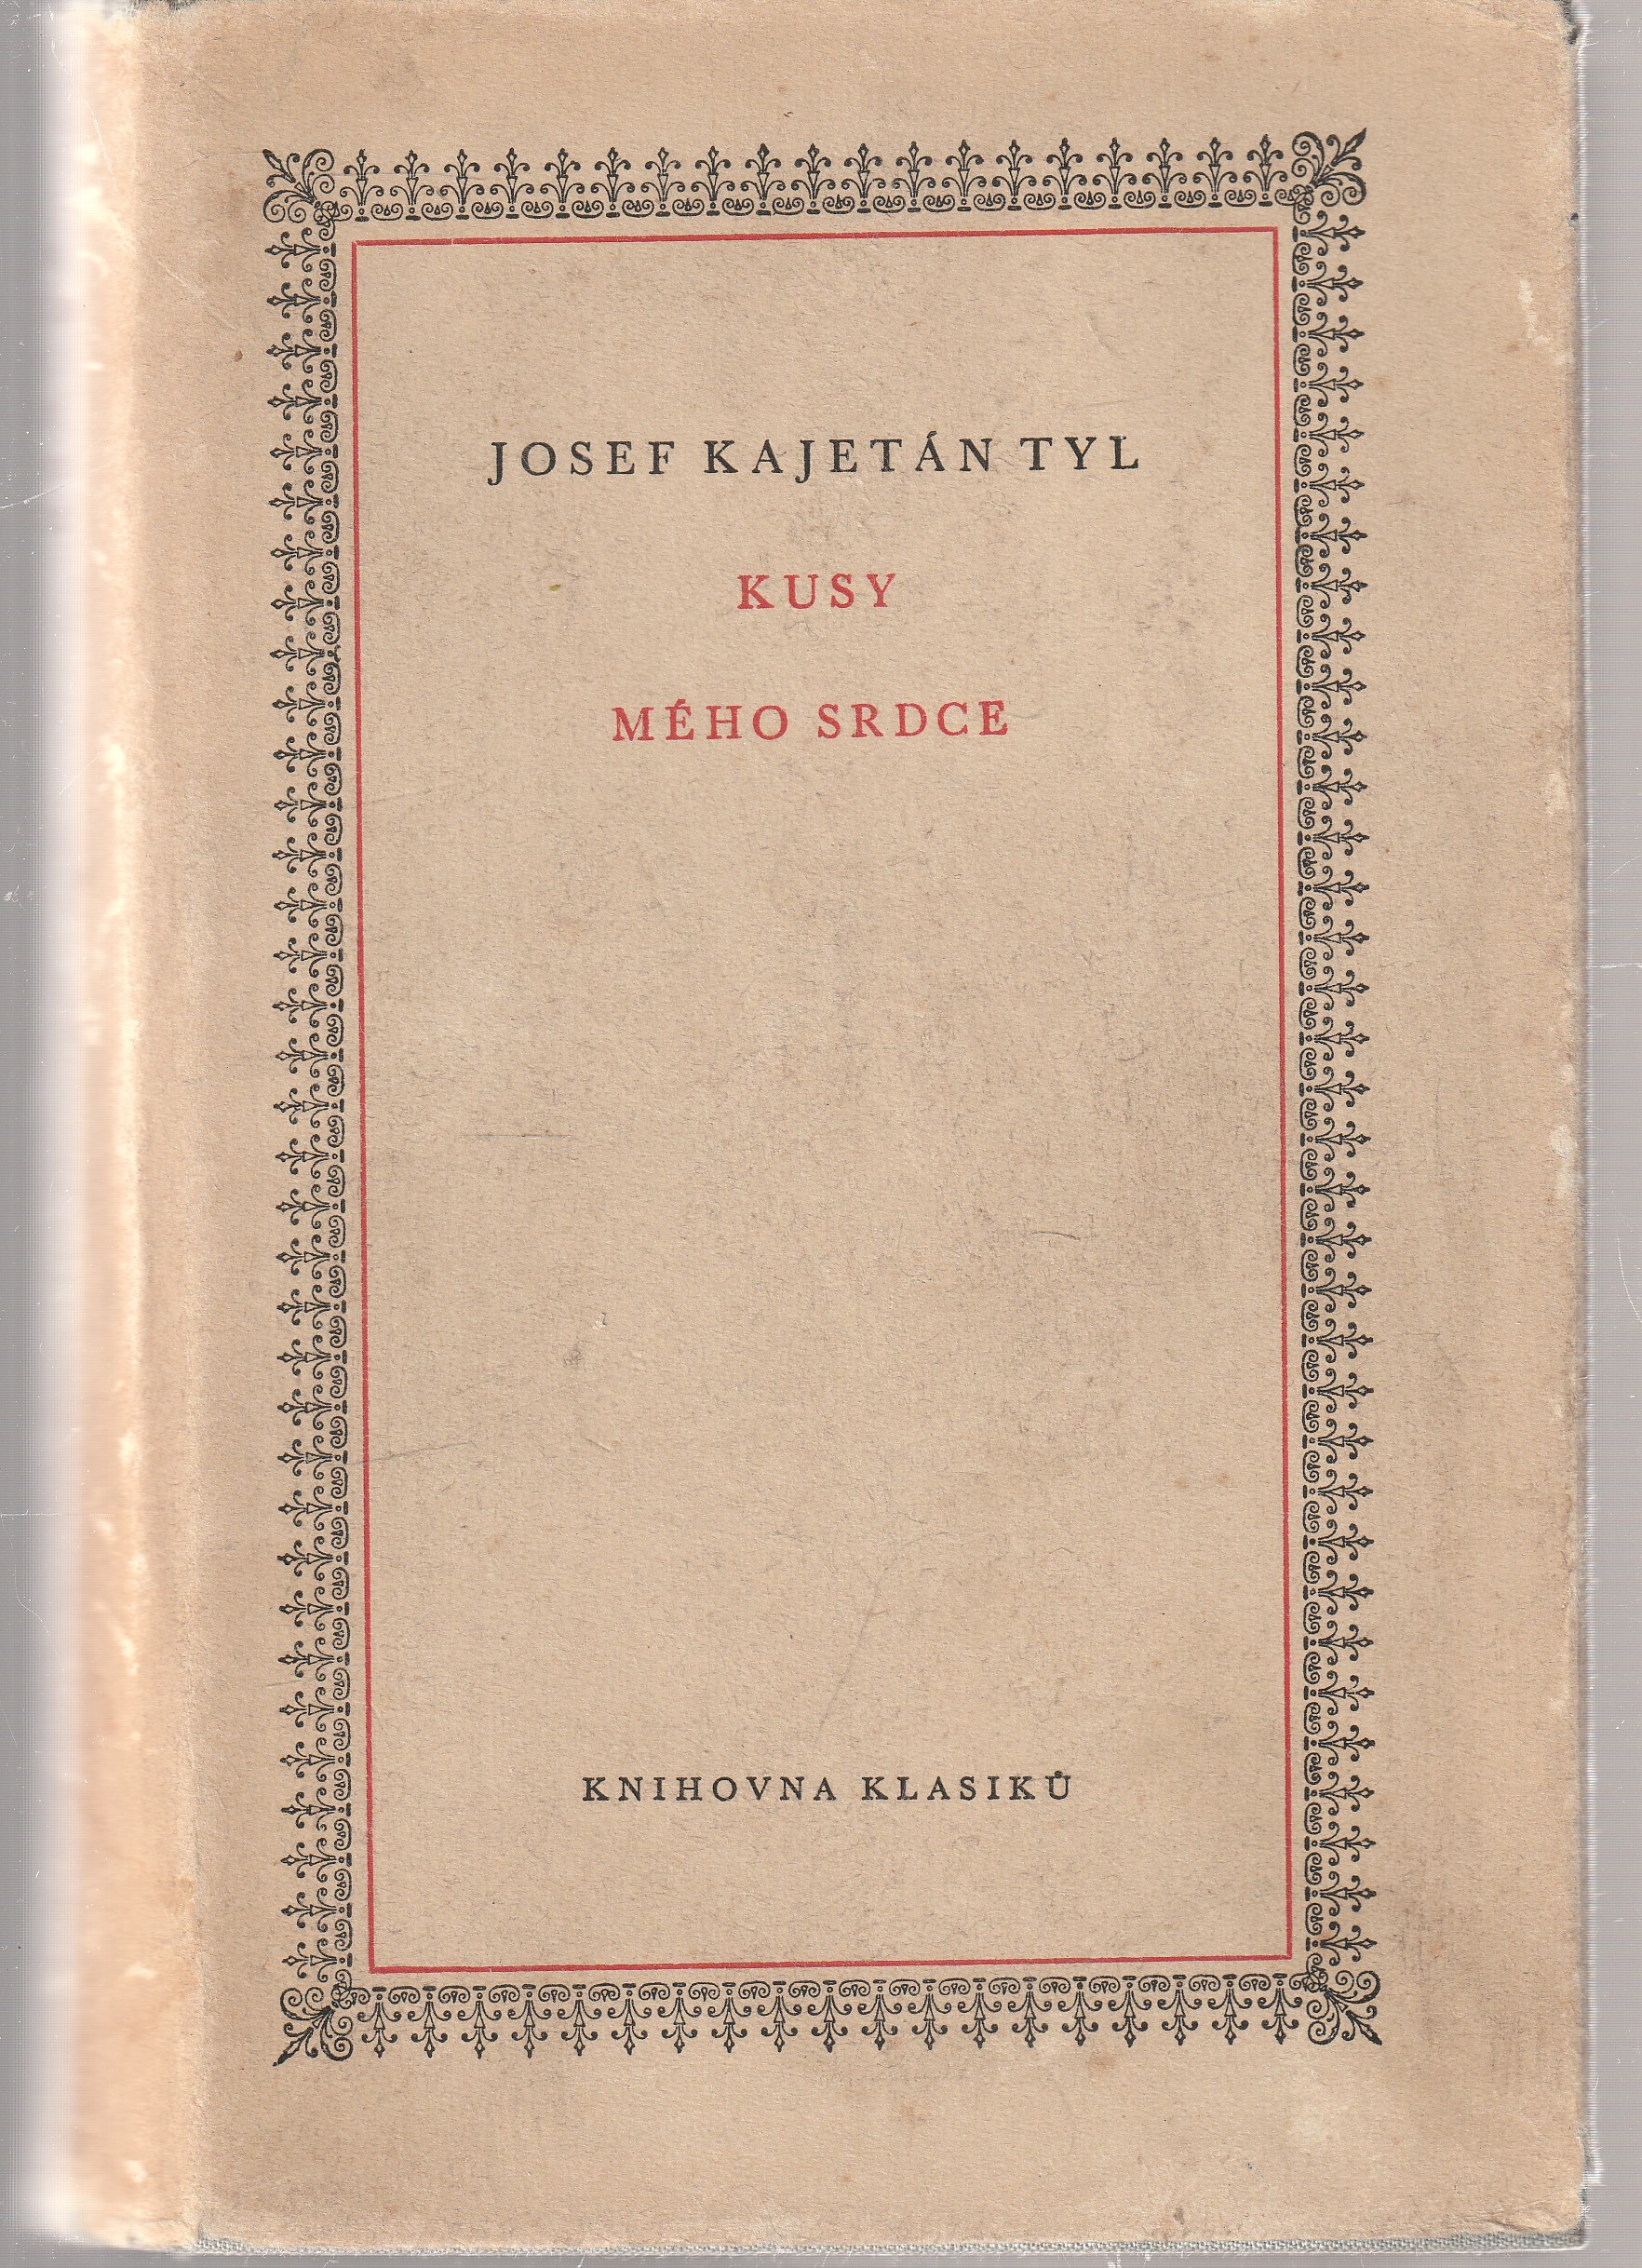 JOSEF KAJETÁN TYL
KUSY
MÉHO SRDCE
KNIHOVNA KLASIKŮ